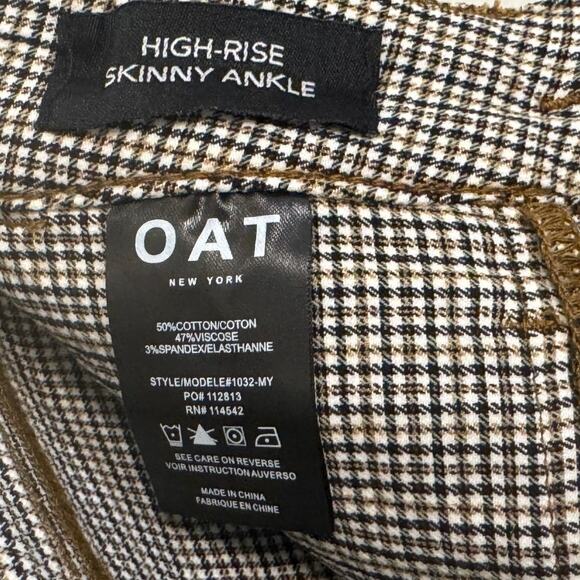 HIGH-RISE
SKINNY ANKLE
OAT
NEW YORK
50%COTTON/COTON
47%VISCOSE
3%SPANDEX/ELASTHANNE
STYLE/MODELE#1032-MY
PO# 112813
RN# 114542
SEE CARE ON REVERSE
VOIR INSTRUCTION AUVERSO
MADE IN CHINA
FABRIQUE EN CHINE